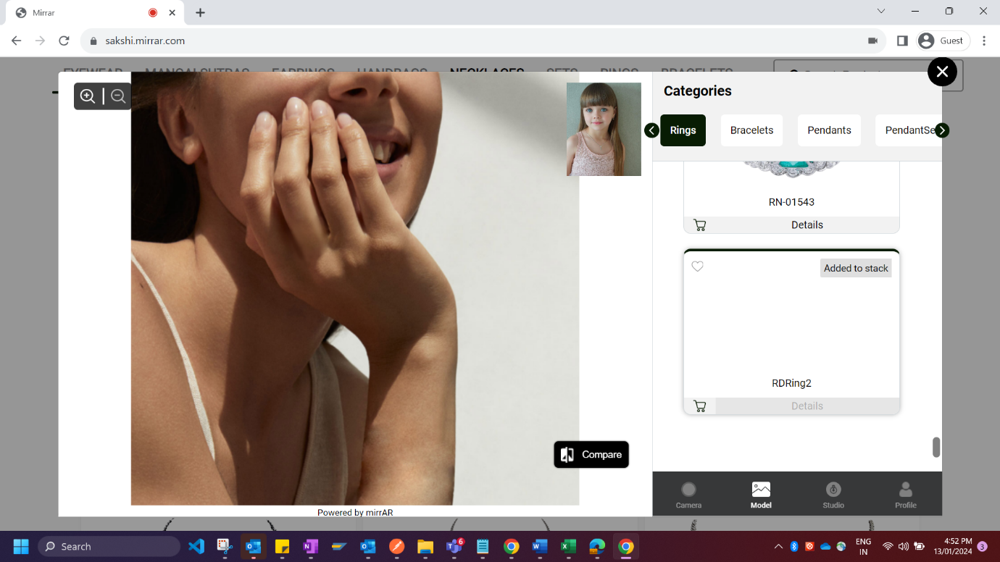 Mirrar
sakshi.mirrar.com
Guest
EYEWEAR MANGALSUTRAS EARRINGS HANDBAGS NECKLACES SETS RINGS BRACELETS
Categories
Rings Bracelets Pendants PendantSe
RN-01543
Details
Added to stack
RDRing2
Details
Compare
Camera Model Studio Profile
Powered by mirrAR
Search
6
ENG
IN
4:52 PM
13/01/2024
3